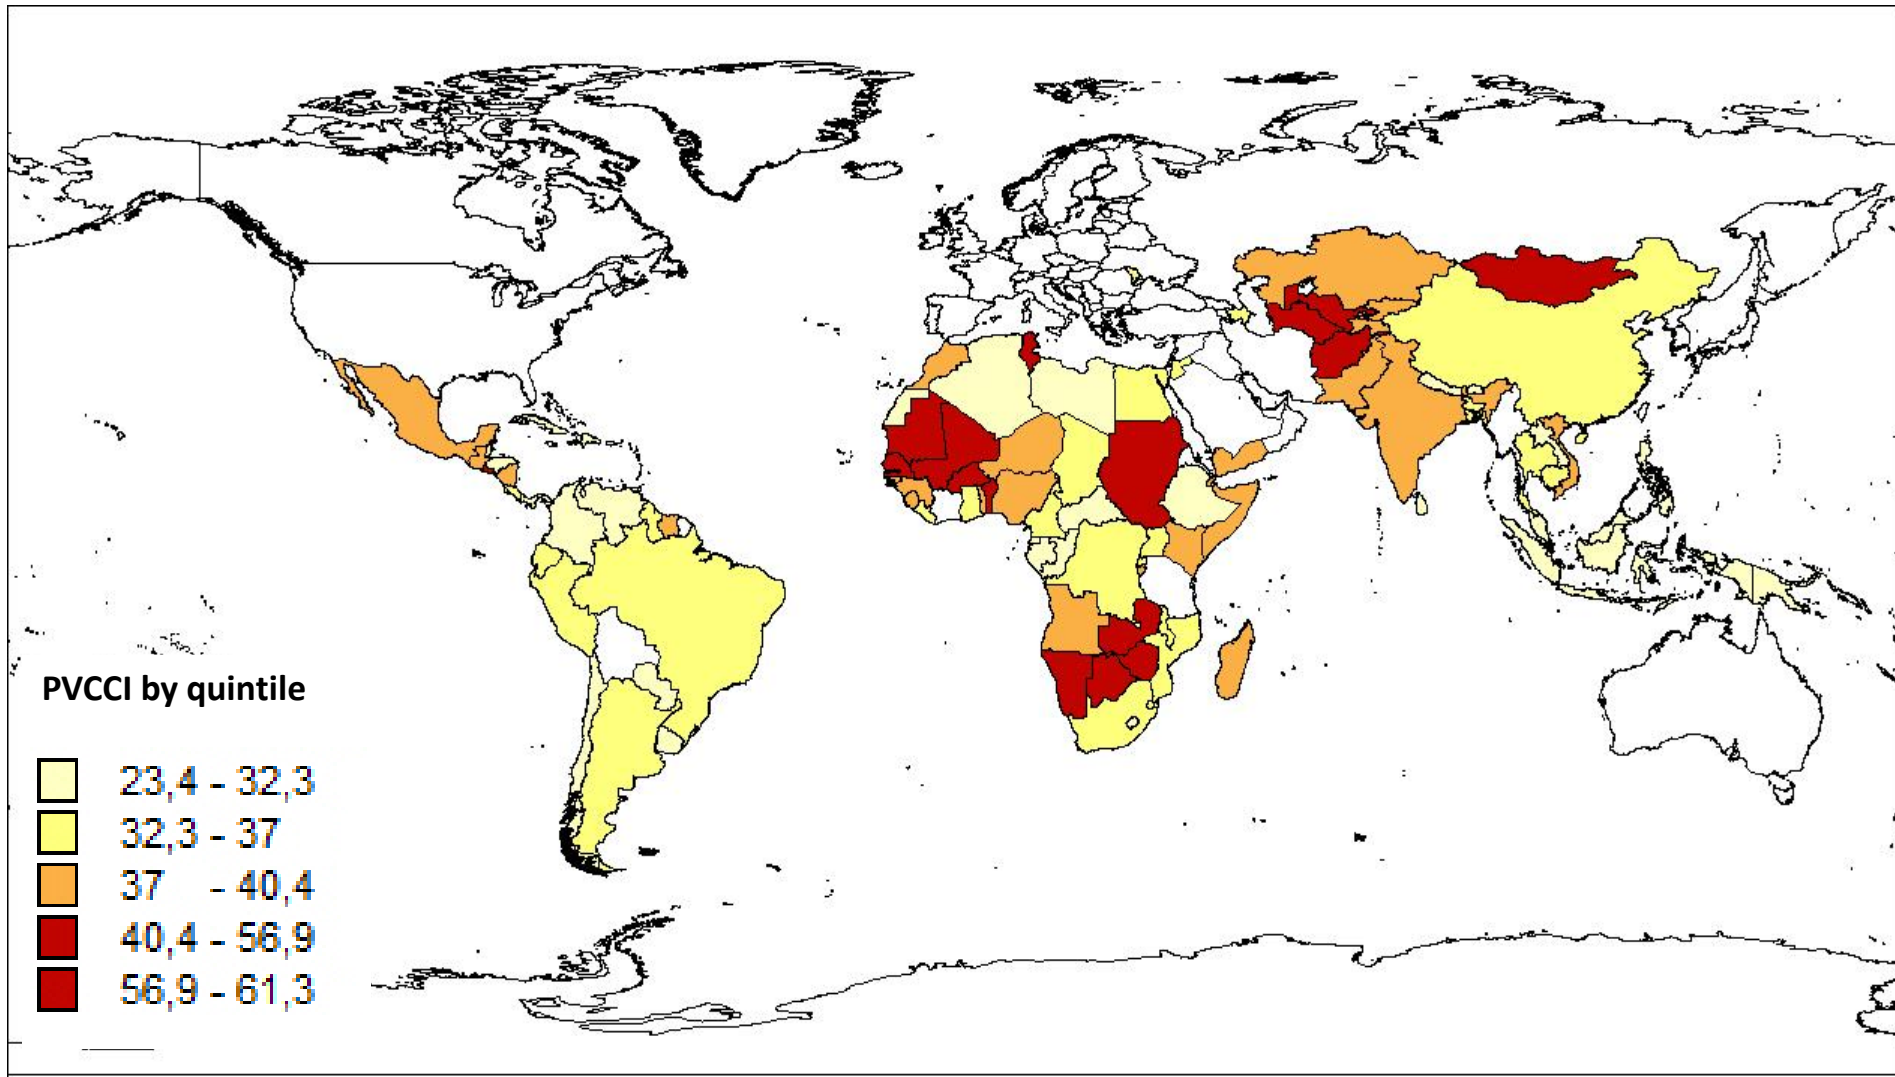 PVCCI by quintile
23,4 - 32,3
32,3 - 37
37 - 40,4
40,4 - 56,9
56,9 - 61,3